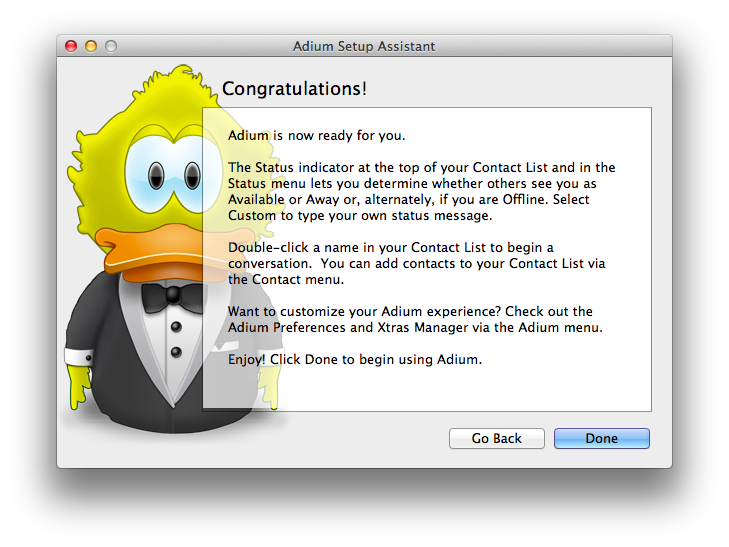 Adium Setup Assistant
Congratulations!
Adium is now ready for you.
The Status indicator at the top of your Contact List and in the
Status menu lets you determine whether others see you as
Available or Away or, alternately, if you are Offline. Select
Custom to type your own status message.
Double-click a name in your Contact List to begin a
conversation.  You can add contacts to your Contact List via
the Contact menu.
Want to customize your Adium experience? Check out the
Adium Preferences and Xtras Manager via the Adium menu.
Enjoy! Click Done to begin using Adium.
Go Back
Done